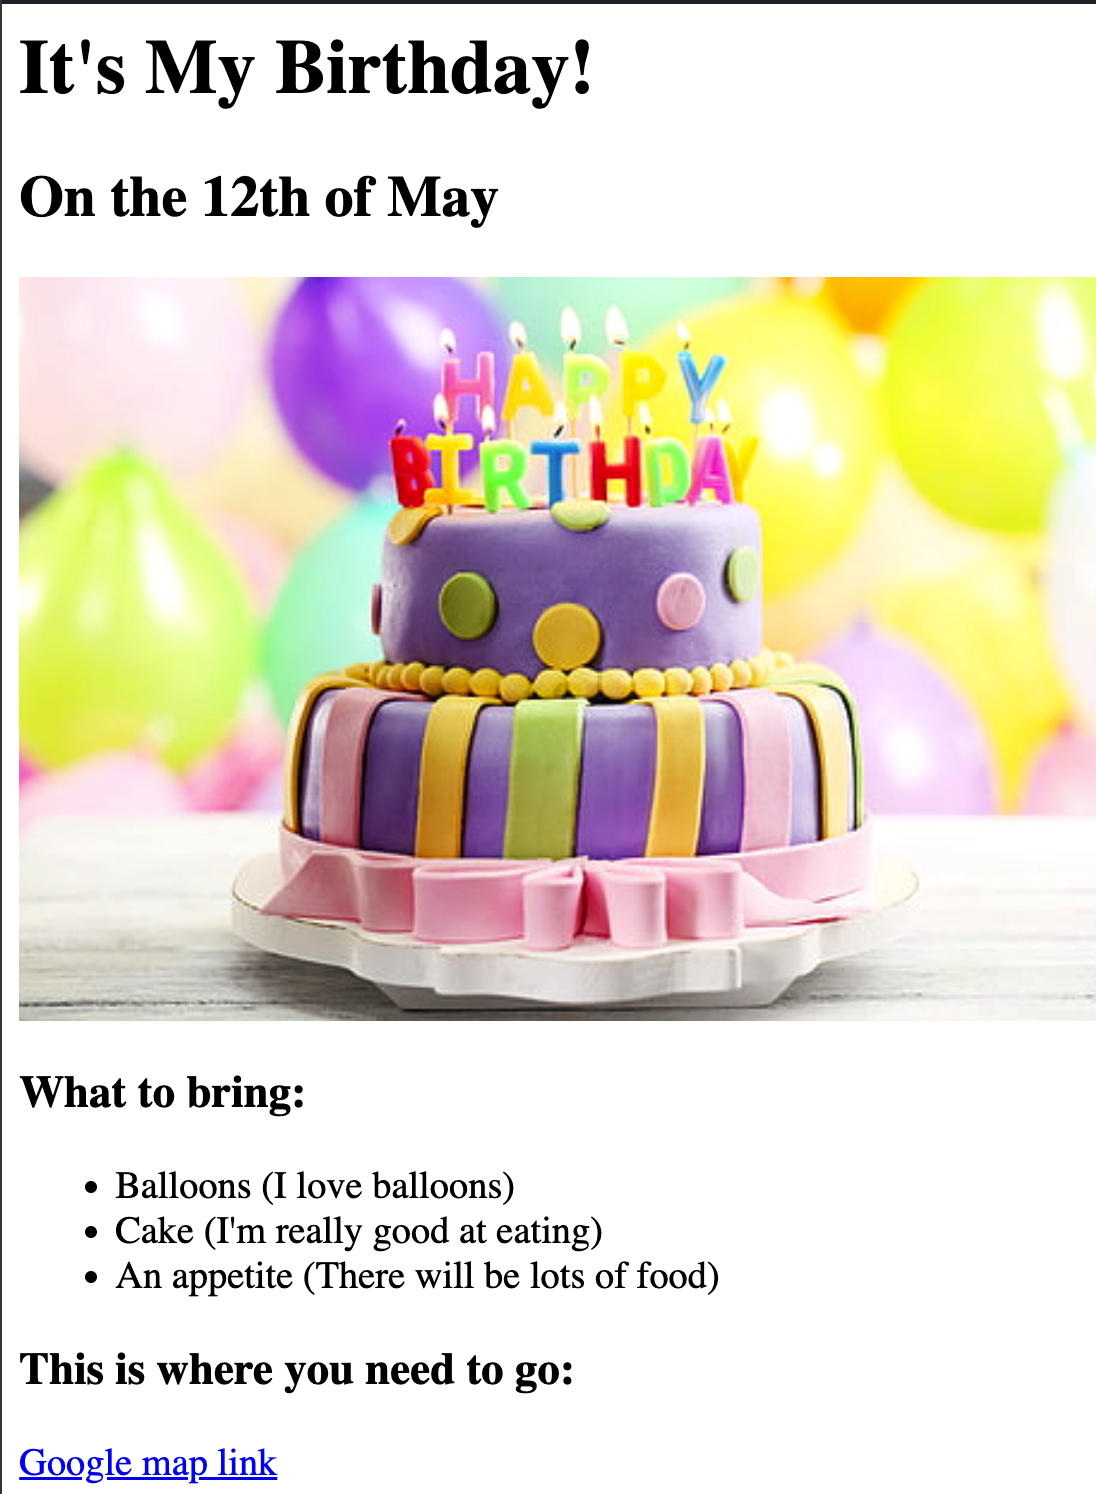 It's My Birthday!
On the 12th of May
HAPPY
BIRTHDAY
What to bring:
Balloons (I love balloons)
Cake (I'm really good at eating)
An appetite (There will be lots of food)
This is where you need to go:
Google map link